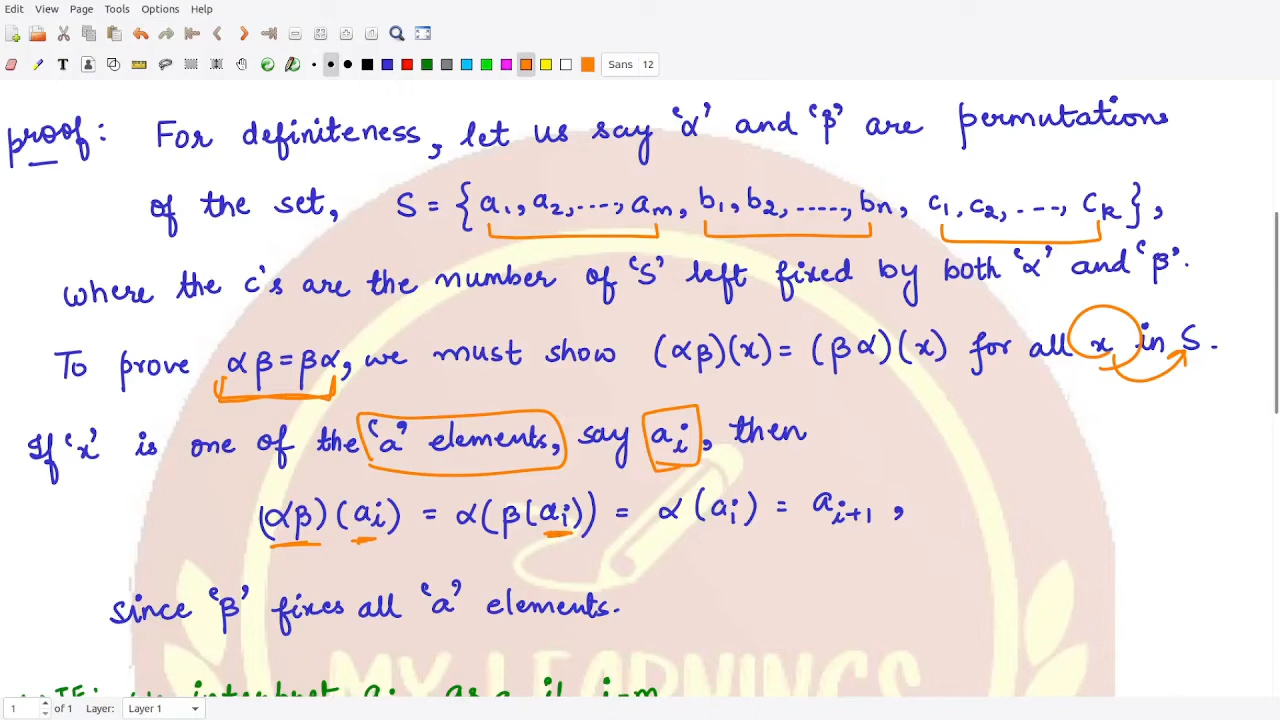 Edit View Page Tools Options Help
T Sans 12
proof: For definiteness, let us say 'α' and 'β' are permutations
of the set, S = {a₁, a₂, ..., aₘ, b₁, b₂, ....., bₙ, c₁, c₂, ..., cₖ},
where the c's are the number of 'S' left fixed by both 'α' and 'β'.
To prove αβ = βα, we must show (αβ)(x) = (βα)(x) for all x in S.
If 'x' is one of the 'a' elements, say aᵢ, then
(αβ)(aᵢ) = α(β(aᵢ)) = α(aᵢ) = aᵢ₊₁,
since 'β' fixes all 'a' elements.
MY LEARNINGS
1 of 1 Layer: Layer 1